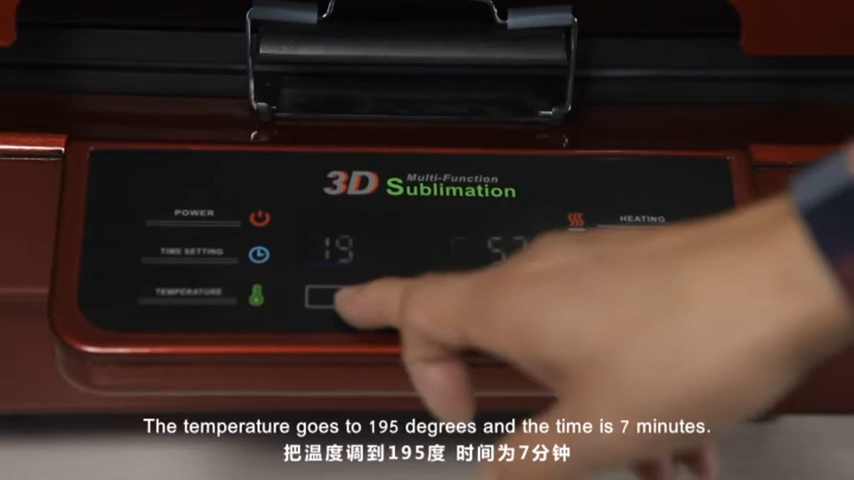 3D Multi-Function
Sublimation
POWER
HEATING
TIME SETTING
19
TEMPERATURE
The temperature goes to 195 degrees and the time is 7 minutes.
把温度调到195度 时间为7分钟